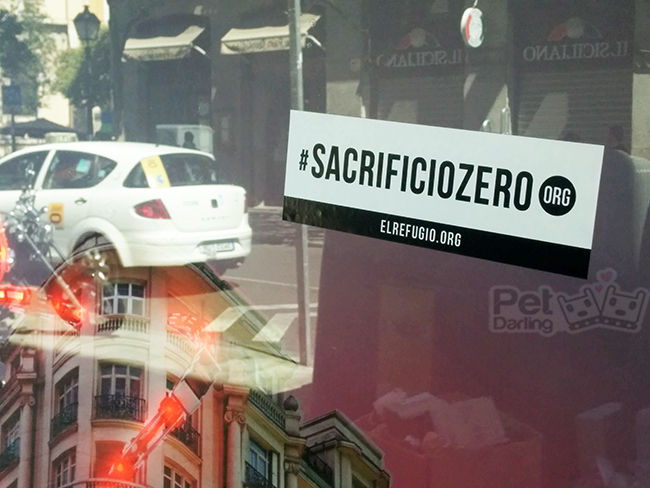 IL SICILIANO
IL SICILIANO
#SACRIFICIOZERO ORG
ELREFUGIO.ORG
Pet
Darling